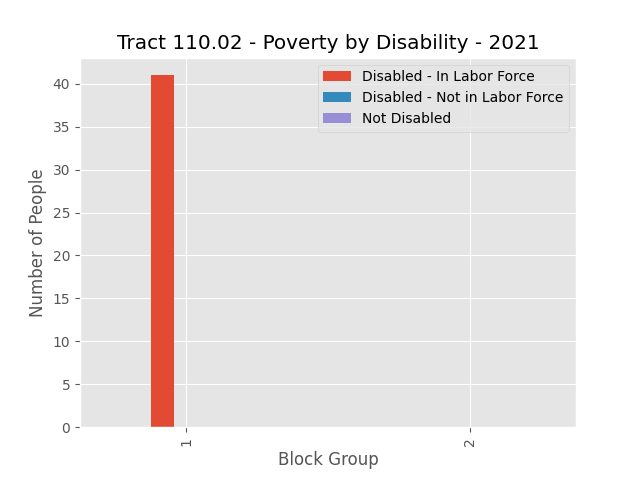 Tract 110.02 - Poverty by Disability - 2021
Disabled - In Labor Force
Disabled - Not in Labor Force
Not Disabled
Number of People
40
35
30
25
20
15
10
5
0
1
2
Block Group